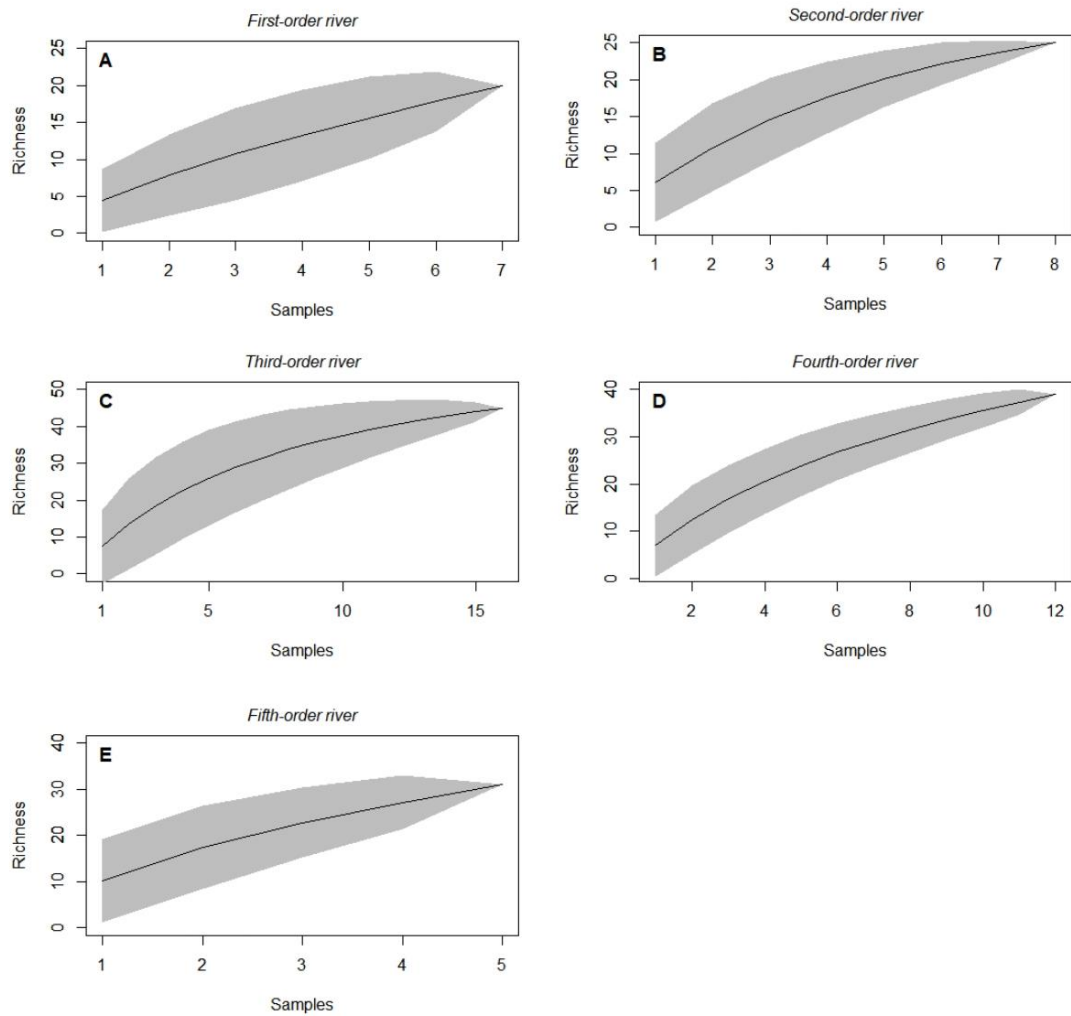 First-order river
A
Richness
25
20
15
10
5
0
1 2 3 4 5 6 7
Samples
Second-order river
B
Richness
25
20
15
10
5
0
1 2 3 4 5 6 7 8
Samples
Third-order river
C
Richness
50
40
30
20
10
0
1 5 10 15
Samples
Fourth-order river
D
Richness
40
30
20
10
0
2 4 6 8 10 12
Samples
Fifth-order river
E
Richness
40
30
20
10
0
1 2 3 4 5
Samples